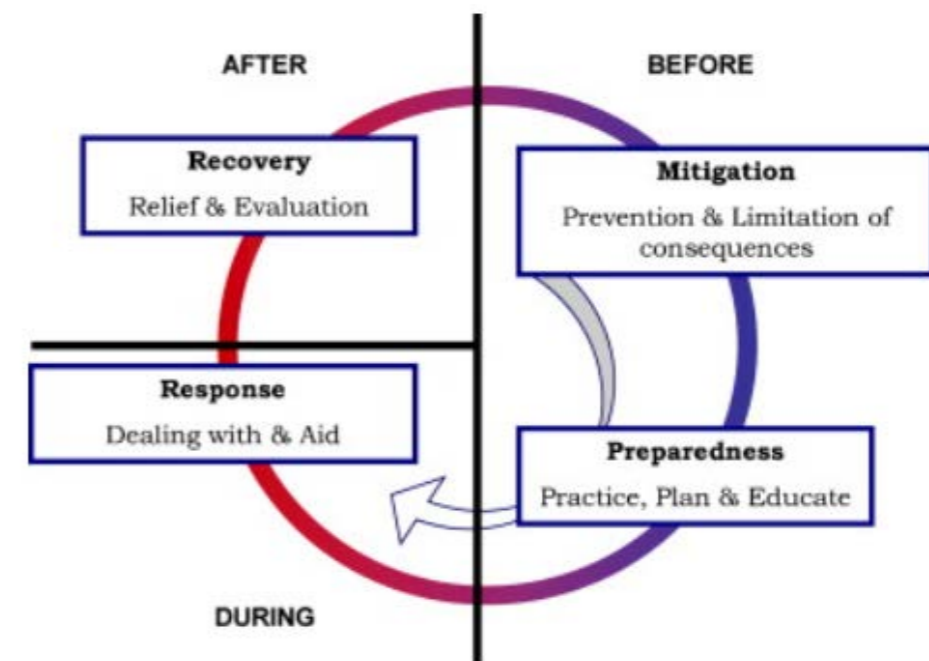 AFTER
BEFORE
Recovery
Relief & Evaluation
Mitigation
Prevention & Limitation of
consequences
Response
Dealing with & Aid
Preparedness
Practice, Plan & Educate
DURING